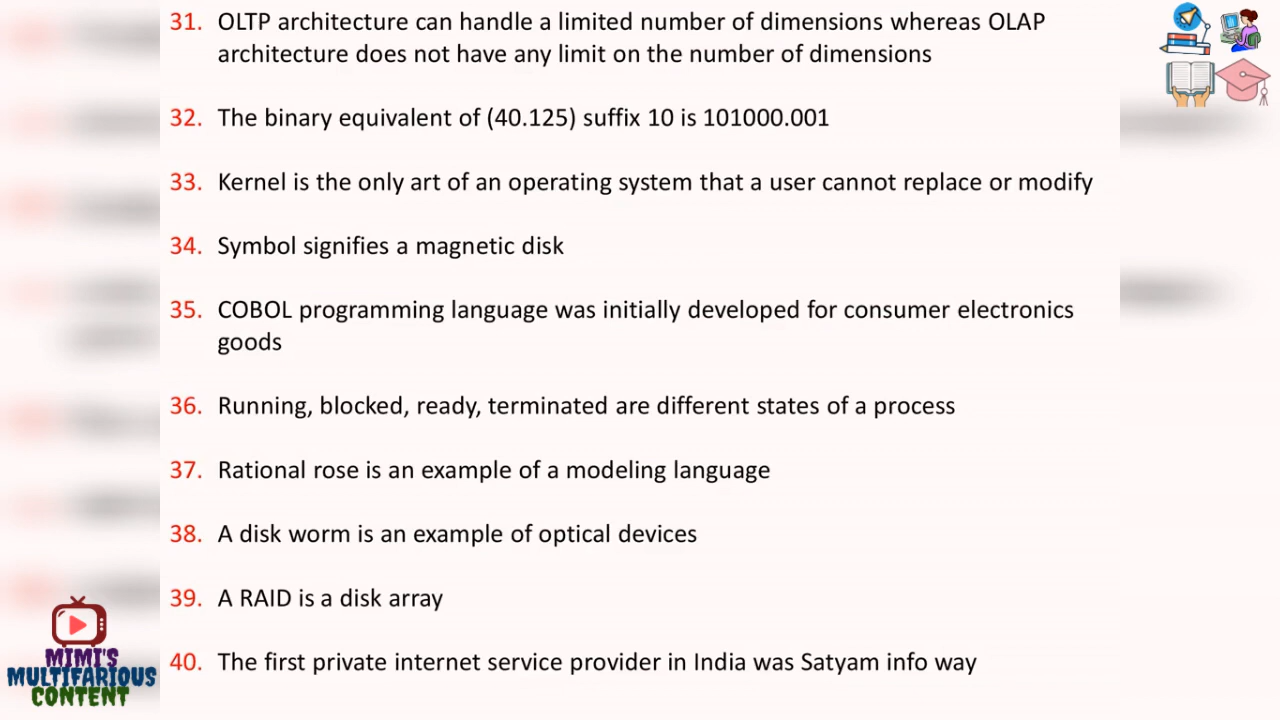 31. OLTP architecture can handle a limited number of dimensions whereas OLAP
architecture does not have any limit on the number of dimensions
32. The binary equivalent of (40.125) suffix 10 is 101000.001
33. Kernel is the only art of an operating system that a user cannot replace or modify
34. Symbol signifies a magnetic disk
35. COBOL programming language was initially developed for consumer electronics
goods
36. Running, blocked, ready, terminated are different states of a process
37. Rational rose is an example of a modeling language
38. A disk worm is an example of optical devices
39. A RAID is a disk array
40. The first private internet service provider in India was Satyam info way
MIMI'S
MULTIFARIOUS
CONTENT